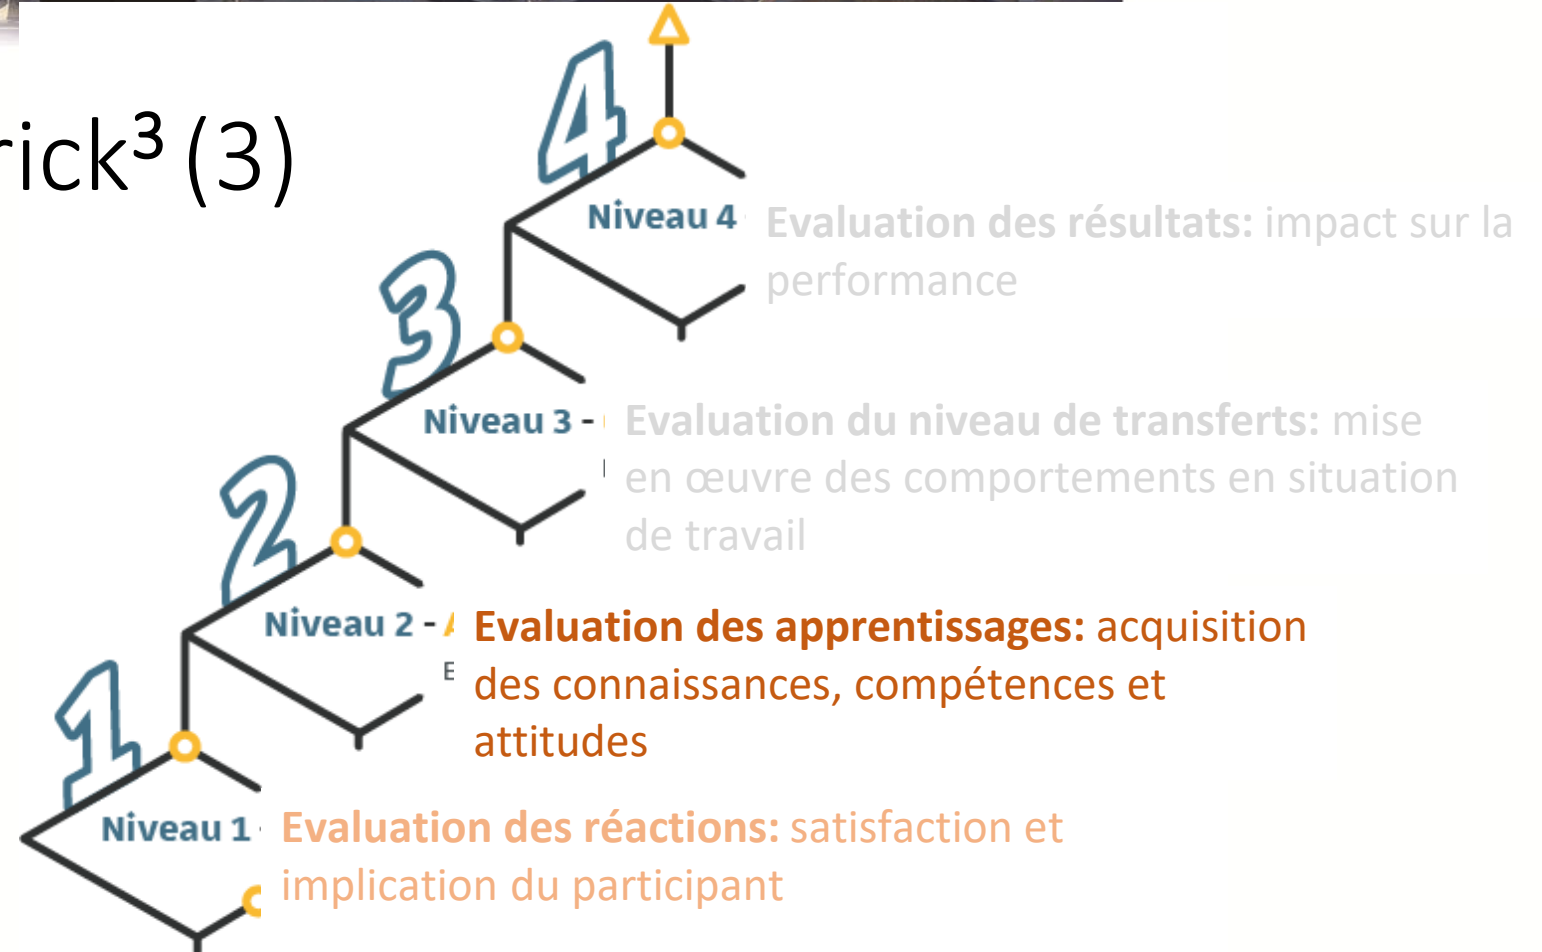 rick³ (3)
4
Niveau 4
Evaluation des résultats: impact sur la
performance
3
Niveau 3 -
Evaluation du niveau de transferts: mise
en œuvre des comportements en situation
de travail
2
Niveau 2 -
Evaluation des apprentissages: acquisition
E
des connaissances, compétences et
attitudes
1
Niveau 1 -
Evaluation des réactions: satisfaction et
implication du participant